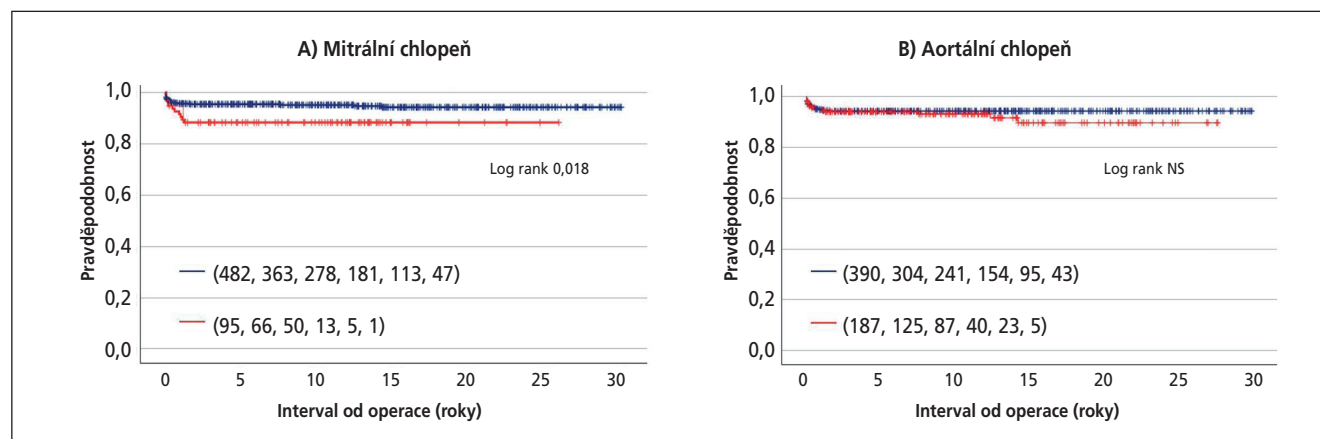 A) Mitrální chlopeň
Pravděpodobnost
1,0
0,8
0,6
0,4
0,2
0,0
Log rank 0,018
(482, 363, 278, 181, 113, 47)
(95, 66, 50, 13, 5, 1)
0 5 10 15 20 25 30
Interval od operace (roky)
B) Aortální chlopeň
Pravděpodobnost
1,0
0,8
0,6
0,4
0,2
0,0
Log rank NS
(390, 304, 241, 154, 95, 43)
(187, 125, 87, 40, 23, 5)
0 5 10 15 20 25 30
Interval od operace (roky)